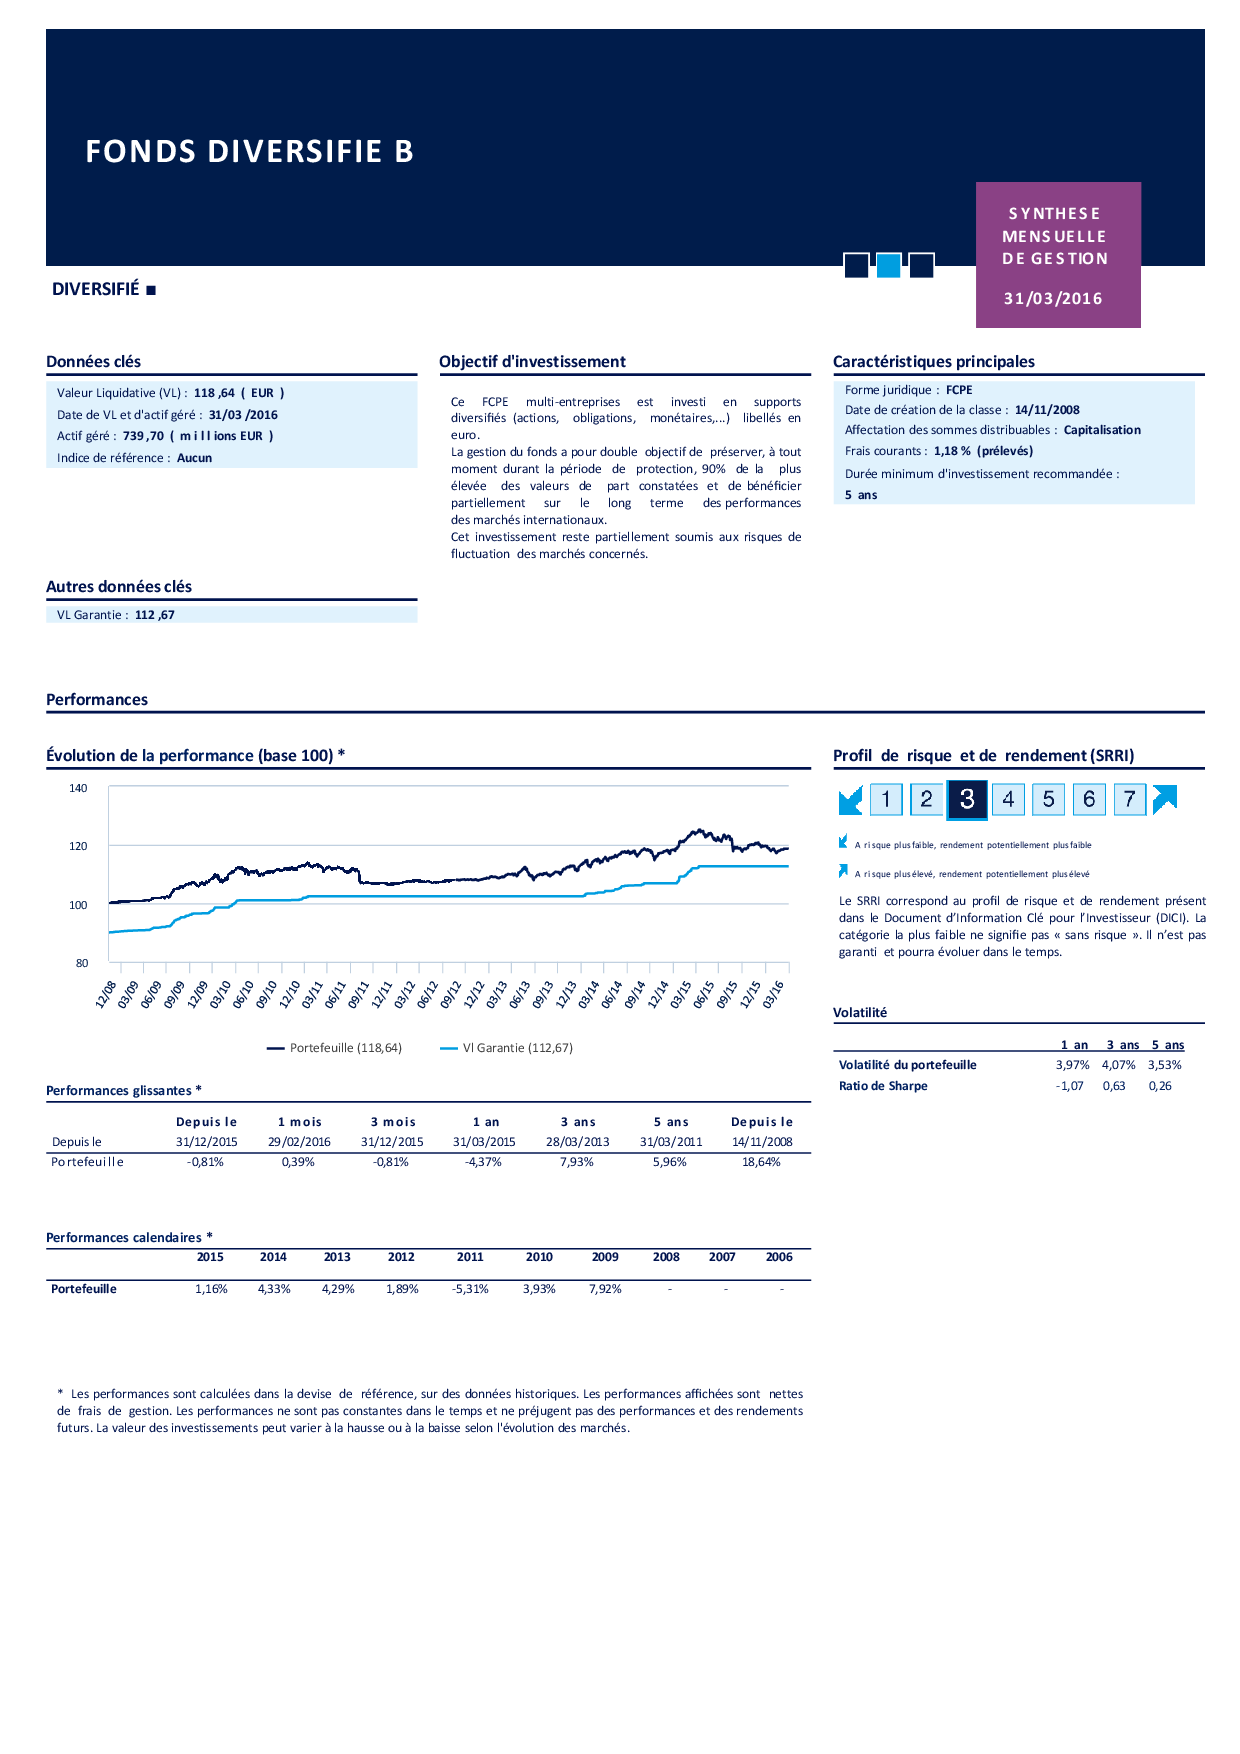 FONDS DIVERSIFIE B
SYNTHESE
MENSUELLE
DE GESTION
31/03/2016
DIVERSIFIÉ ■
Données clés
Valeur Liquidative (VL) : 118,64 ( EUR )
Date de VL et d'actif géré : 31/03/2016
Actif géré : 739,70 ( millions EUR )
Indice de référence : Aucun
Autres données clés
VL Garantie : 112,67
Objectif d'investissement
Ce FCPE multi-entreprises est investi en supports
diversifiés (actions, obligations, monétaires,...) libellés en
euro.
La gestion du fonds a pour double objectif de préserver, à tout
moment durant la période de protection, 90% de la plus
élevée des valeurs de part constatées et de bénéficier
partiellement sur le long terme des performances
des marchés internationaux.
Cet investissement reste partiellement soumis aux risques de
fluctuation des marchés concernés.
Caractéristiques principales
Forme juridique : FCPE
Date de création de la classe : 14/11/2008
Affectation des sommes distribuables : Capitalisation
Frais courants : 1,18 % (prélevés)
Durée minimum d'investissement recommandée :
5 ans
Performances
Évolution de la performance (base 100) *
140
120
100
80
12/08 03/09 06/09 09/09 12/09 03/10 06/10 09/10 12/10 03/11 06/11 09/11 12/11 03/12 06/12 09/12 12/12 03/13 06/13 09/13 12/13 03/14 06/14 09/14 12/14 03/15 06/15 09/15 12/15 03/16
Portefeuille (118,64) Vl Garantie (112,67)
Profil de risque et de rendement (SRRI)
1 2 3 4 5 6 7
A risque plus faible, rendement potentiellement plus faible
A risque plus élevé, rendement potentiellement plus élevé
Le SRRI correspond au profil de risque et de rendement présent
dans le Document d’Information Clé pour l’Investisseur (DICI). La
catégorie la plus faible ne signifie pas « sans risque ». Il n’est pas
garanti et pourra évoluer dans le temps.
Volatilité
1 an 3 ans 5 ans
Volatilité du portefeuille 3,97% 4,07% 3,53%
Ratio de Sharpe -1,07 0,63 0,26
Performances glissantes *
Depuis le 1 mois 3 mois 1 an 3 ans 5 ans Depuis le
Depuis le 31/12/2015 29/02/2016 31/12/2015 31/03/2015 28/03/2013 31/03/2011 14/11/2008
Portefeuille -0,81% 0,39% -0,81% -4,37% 7,93% 5,96% 18,64%
Performances calendaires *
2015 2014 2013 2012 2011 2010 2009 2008 2007 2006
Portefeuille 1,16% 4,33% 4,29% 1,89% -5,31% 3,93% 7,92% - - -
* Les performances sont calculées dans la devise de référence, sur des données historiques. Les performances affichées sont nettes
de frais de gestion. Les performances ne sont pas constantes dans le temps et ne préjugent pas des performances et des rendements
futurs. La valeur des investissements peut varier à la hausse ou à la baisse selon l'évolution des marchés.